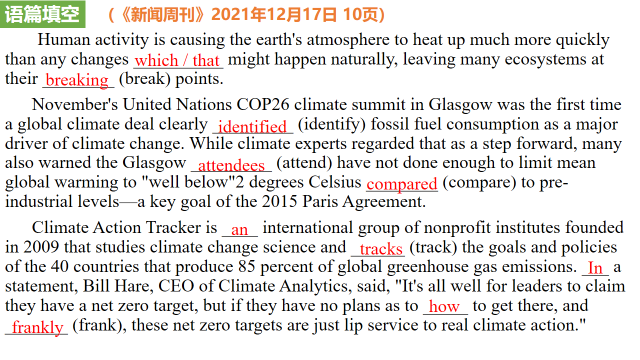 语篇填空 (《新闻周刊》2021年12月17日 10页)
Human activity is causing the earth's atmosphere to heat up much more quickly
than any changes which / that might happen naturally, leaving many ecosystems at
their breaking (break) points.
November's United Nations COP26 climate summit in Glasgow was the first time
a global climate deal clearly identified (identify) fossil fuel consumption as a major
driver of climate change. While climate experts regarded that as a step forward, many
also warned the Glasgow attendees (attend) have not done enough to limit mean
global warming to "well below"2 degrees Celsius compared (compare) to pre-
industrial levels—a key goal of the 2015 Paris Agreement.
Climate Action Tracker is an international group of nonprofit institutes founded
in 2009 that studies climate change science and tracks (track) the goals and policies
of the 40 countries that produce 85 percent of global greenhouse gas emissions. In a
statement, Bill Hare, CEO of Climate Analytics, said, "It's all well for leaders to claim
they have a net zero target, but if they have no plans as to how to get there, and
frankly (frank), these net zero targets are just lip service to real climate action."